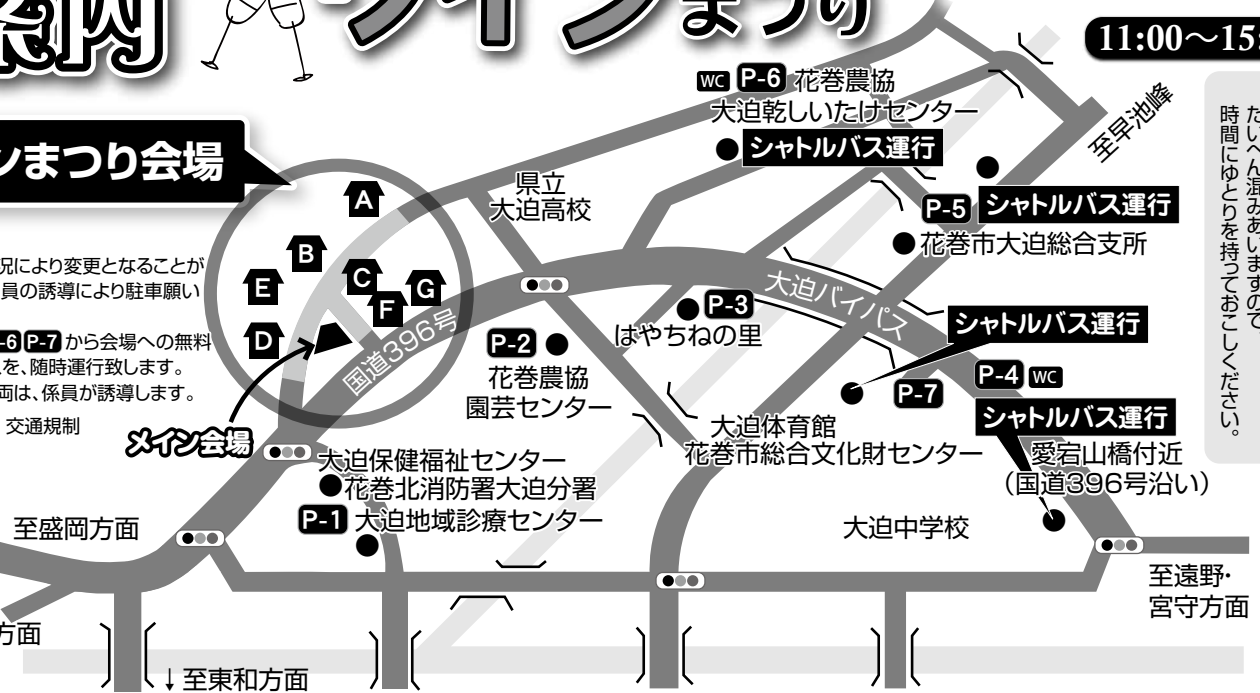 案内
ワインまつり
11:00～15:
たいへん混みあいますので
時間にゆとりを持っておこしください。
ンまつり会場
WC P-6 花巻農協
大迫乾しいたけセンター
シャトルバス運行
至早池峰
県立
大迫高校
P-5 シャトルバス運行
花巻市大迫総合支所
A
B
C
E
F
G
D
況により変更となることが
員の誘導により駐車願い
-6 P-7 から会場への無料
を、随時運行致します。
両は、係員が誘導します。
交通規制
メイン会場
国道396号
大迫バイパス
P-3
はやちねの里
P-2
花巻農協
園芸センター
シャトルバス運行
P-7
P-4 WC
シャトルバス運行
愛宕山橋付近
(国道396号沿い)
大迫体育館
花巻市総合文化財センター
大迫保健福祉センター
花巻北消防署大迫分署
P-1 大迫地域診療センター
至盛岡方面
大迫中学校
至遠野・
宮守方面
方面
↓至東和方面